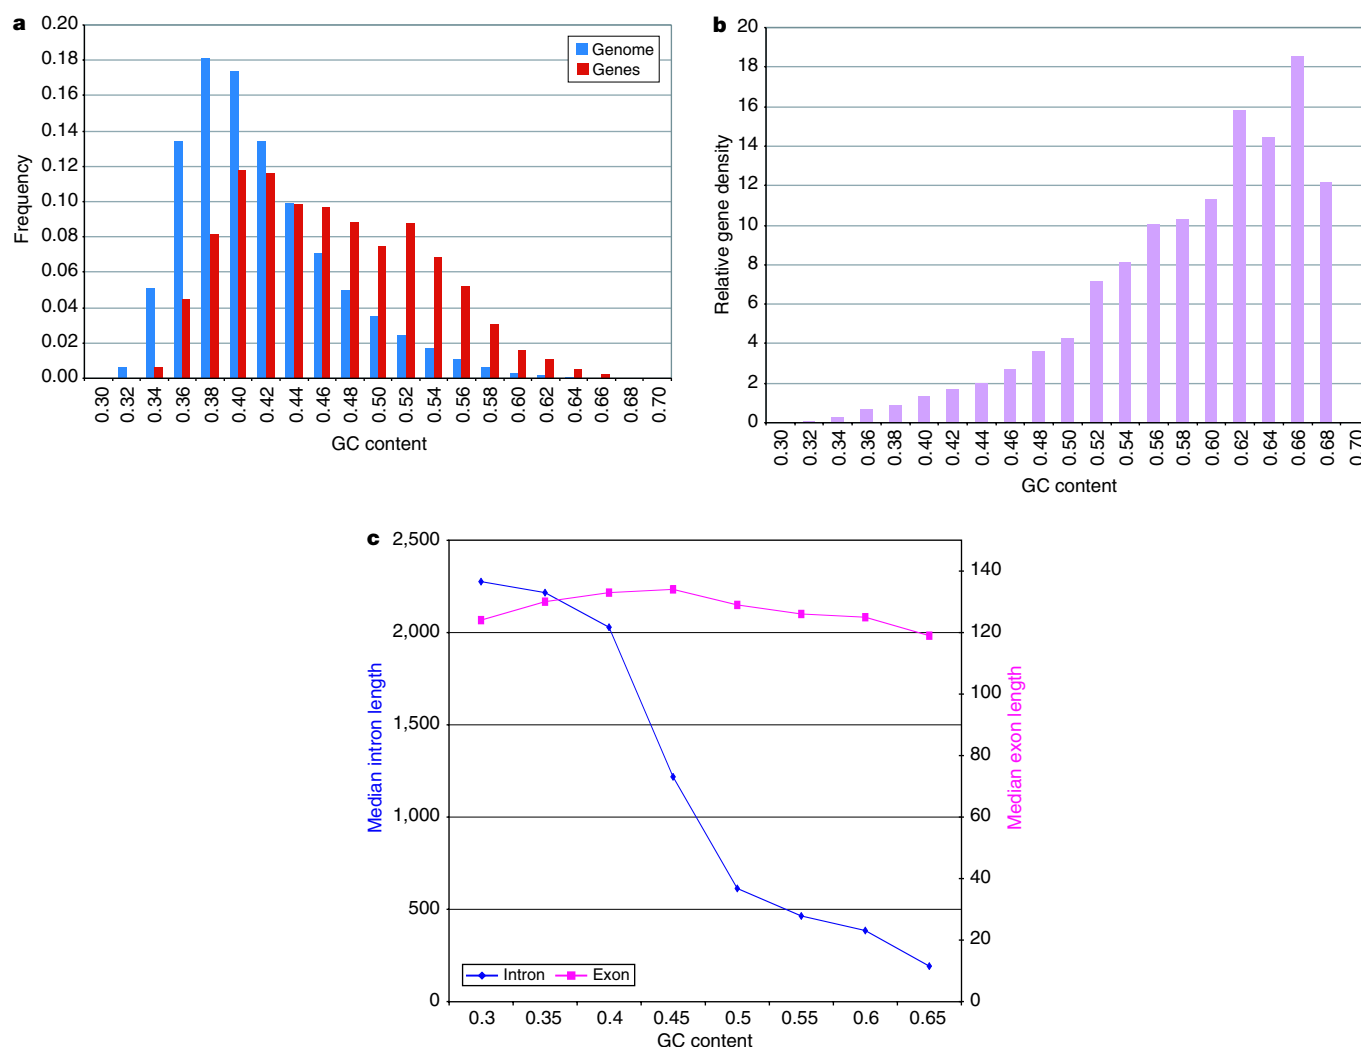 a
0.20
0.18
0.16
0.14
0.12
0.10
0.08
0.06
0.04
0.02
0.00
Frequency
Genome
Genes
0.30 0.32 0.34 0.36 0.38 0.40 0.42 0.44 0.46 0.48 0.50 0.52 0.54 0.56 0.58 0.60 0.62 0.64 0.66 0.68 0.70
GC content
b
20
18
16
14
12
10
8
6
4
2
0
Relative gene density
0.30 0.32 0.34 0.36 0.38 0.40 0.42 0.44 0.46 0.48 0.50 0.52 0.54 0.56 0.58 0.60 0.62 0.64 0.66 0.68 0.70
GC content
c
2,500
2,000
1,500
1,000
500
0
Median intron length
140
120
100
80
60
40
20
0
Median exon length
Intron Exon
0.3 0.35 0.4 0.45 0.5 0.55 0.6 0.65
GC content